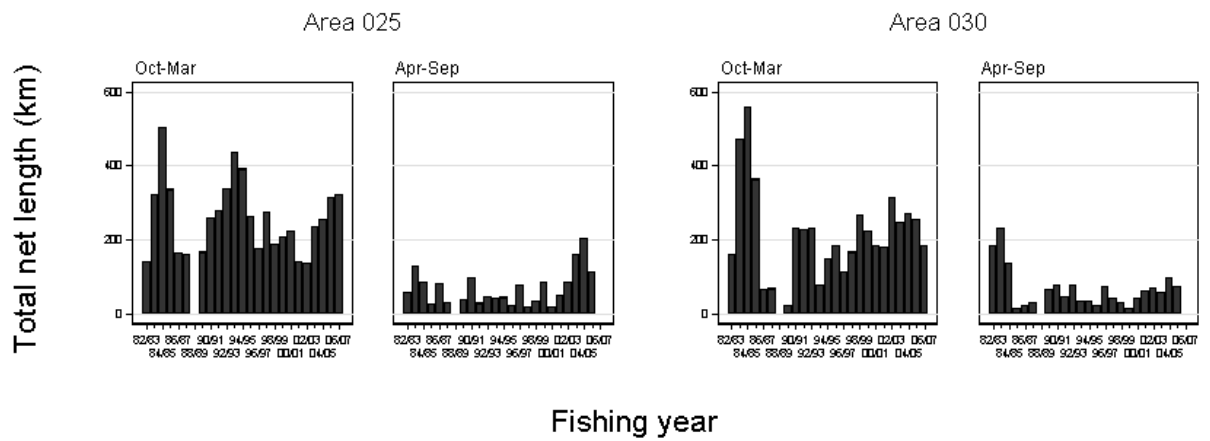 Area 025
Area 030
Oct-Mar
Apr-Sep
Oct-Mar
Apr-Sep
Total net length (km)
600
400
200
0
600
400
200
0
82/83 86/87 90/91 94/95 98/99 02/03 06/07
84/85 88/89 92/93 96/97 00/01 04/05
82/83 86/87 90/91 94/95 98/99 02/03 06/07
84/85 88/89 92/93 96/97 00/01 04/05
82/83 86/87 90/91 94/95 98/99 02/03 06/07
84/85 88/89 92/93 96/97 00/01 04/05
82/83 86/87 90/91 94/95 98/99 02/03 06/07
84/85 88/89 92/93 96/97 00/01 04/05
Fishing year